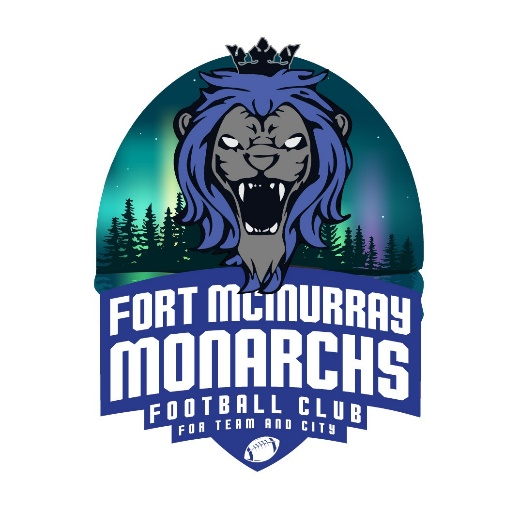 FORT MCMURRAY
MONARCHS
FOOTBALL CLUB
FOR TEAM AND CITY